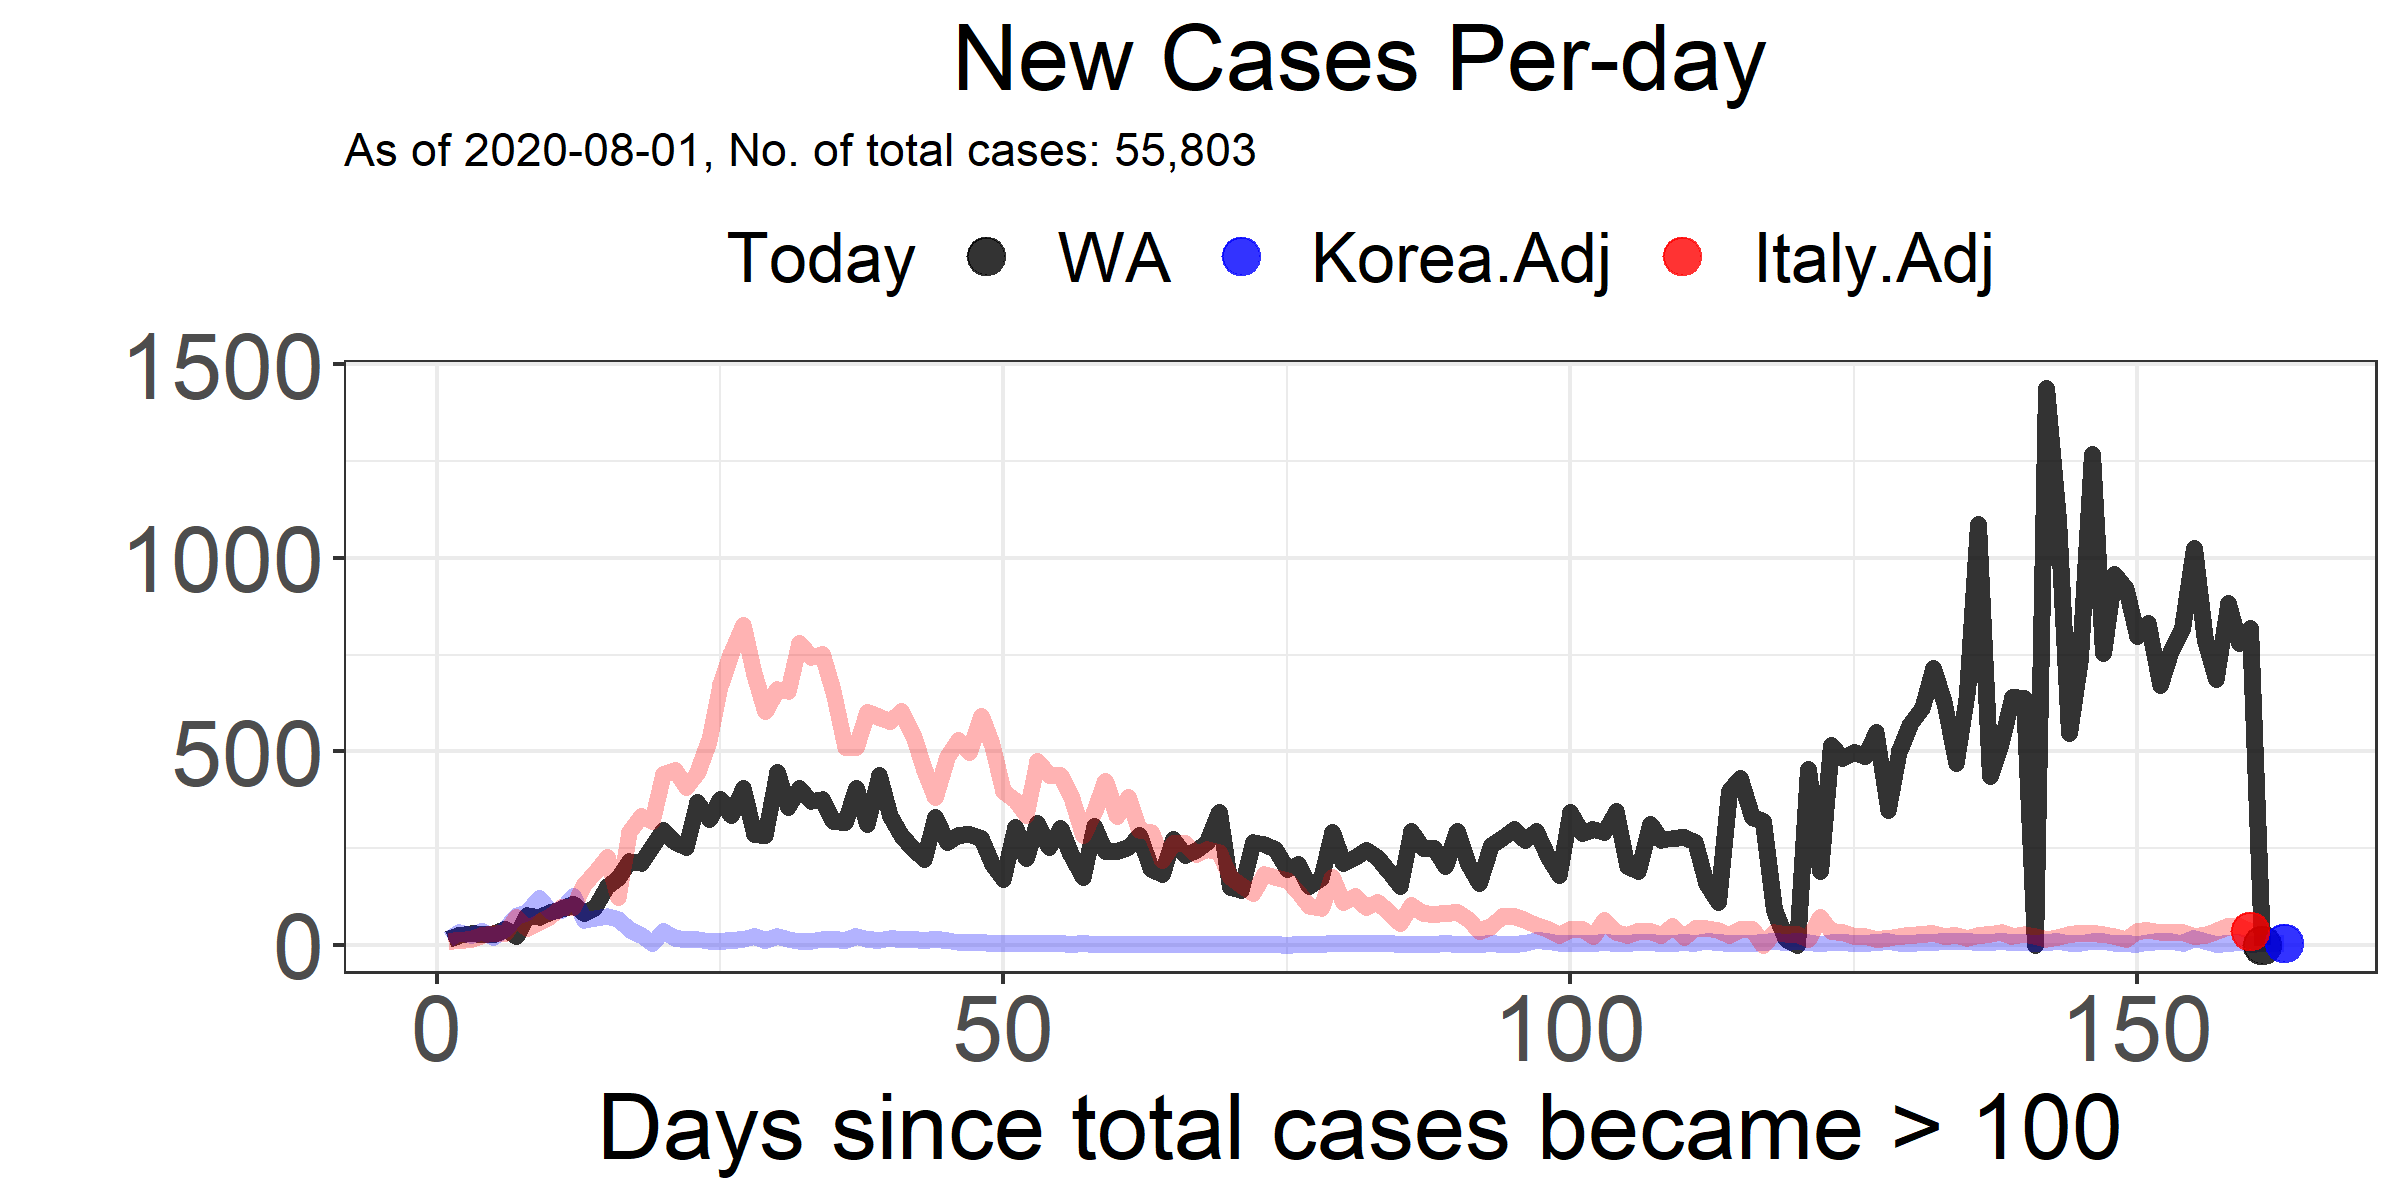 New Cases Per-day
As of 2020-08-01, No. of total cases: 55,803
Today WA Korea.Adj Italy.Adj
1500
1000
500
0
0 50 100 150
Days since total cases became > 100